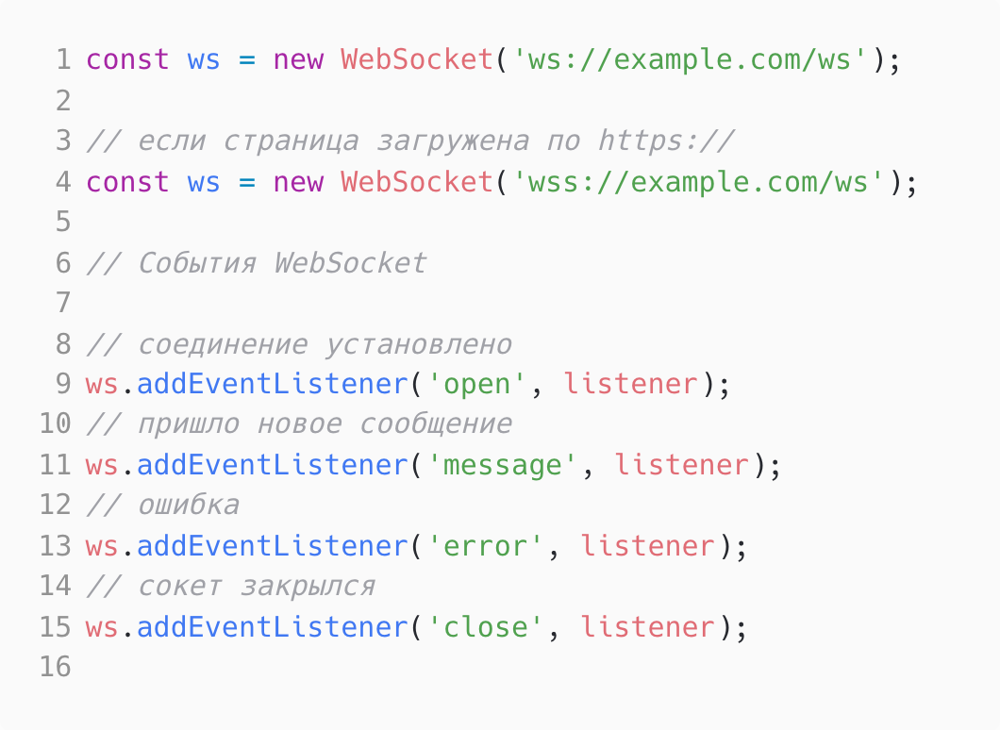 1 const ws = new WebSocket('ws://example.com/ws');
2
3 // если страница загружена по https://
4 const ws = new WebSocket('wss://example.com/ws');
5
6 // События WebSocket
7
8 // соединение установлено
9 ws.addEventListener('open', listener);
10 // пришло новое сообщение
11 ws.addEventListener('message', listener);
12 // ошибка
13 ws.addEventListener('error', listener);
14 // сокет закрылся
15 ws.addEventListener('close', listener);
16